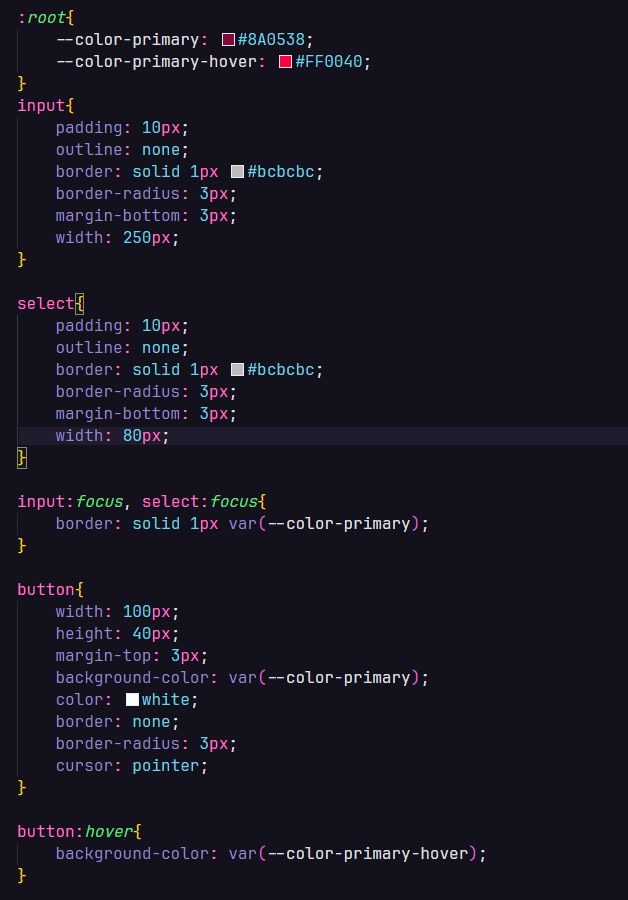 :root{
    --color-primary: #8A0538;
    --color-primary-hover: #FF0040;
}
input{
    padding: 10px;
    outline: none;
    border: solid 1px #bcbcbc;
    border-radius: 3px;
    margin-bottom: 3px;
    width: 250px;
}

select{
    padding: 10px;
    outline: none;
    border: solid 1px #bcbcbc;
    border-radius: 3px;
    margin-bottom: 3px;
    width: 80px;
}

input:focus, select:focus{
    border: solid 1px var(--color-primary);
}

button{
    width: 100px;
    height: 40px;
    margin-top: 3px;
    background-color: var(--color-primary);
    color: white;
    border: none;
    border-radius: 3px;
    cursor: pointer;
}

button:hover{
    background-color: var(--color-primary-hover);
}